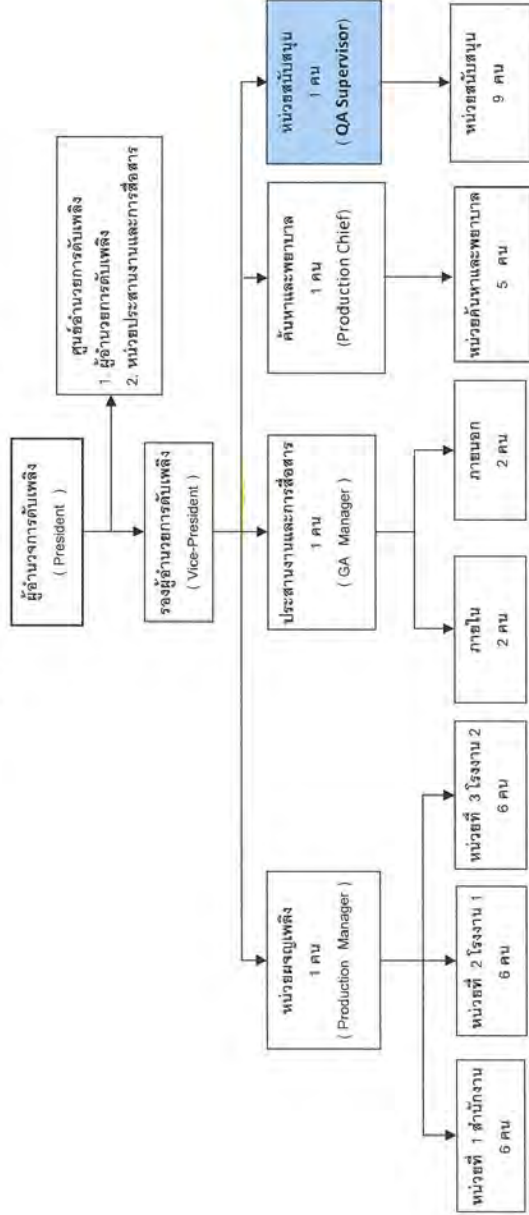 ผู้อำนวจการดับเพลิง
( President )
ศูนย์อำนวยการดับเพลิง
1. ผู้อำนวยการดับเพลิง
2. หน่วยประสานงานและการสื่อสาร
รองผู้อำนวยการดับเพลิง
( Vice-President )
หน่วยผจญเพลิง
1 คน
( Production Manager )
ประสานงานและการสื่อสาร
1 คน
( GA Manager )
ค้นหาและพยาบาล
1 คน
(Production Chief)
หน่วยสนับสนุน
1 คน
( QA Supervisor)
หน่วยที่ 1 สำนักงาน
6 คน
หน่วยที่ 2 โรงงาน 1
6 คน
หน่วยที่ 3 โรงงาน 2
6 คน
ภายใน
2 คน
ภายนอก
2 คน
หน่วยค้นหาและพยาบาล
5 คน
หน่วยสนับสนุน
9 คน